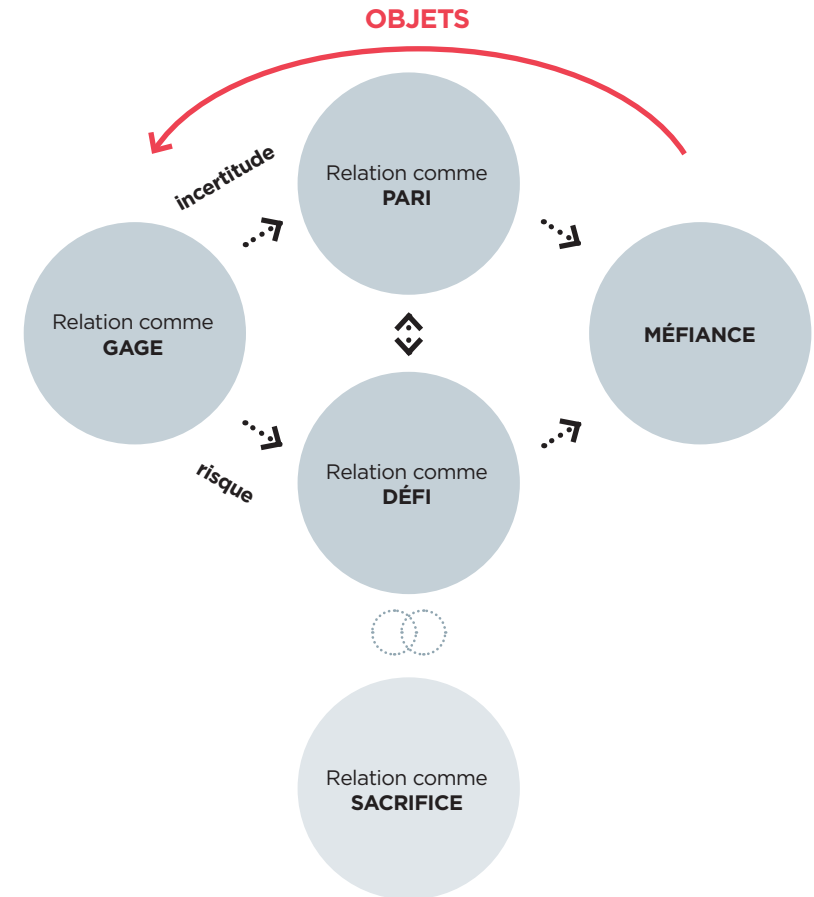 OBJETS
incertitude
Relation comme
PARI
Relation comme
GAGE
MÉFIANCE
risque
Relation comme
DÉFI
Relation comme
SACRIFICE